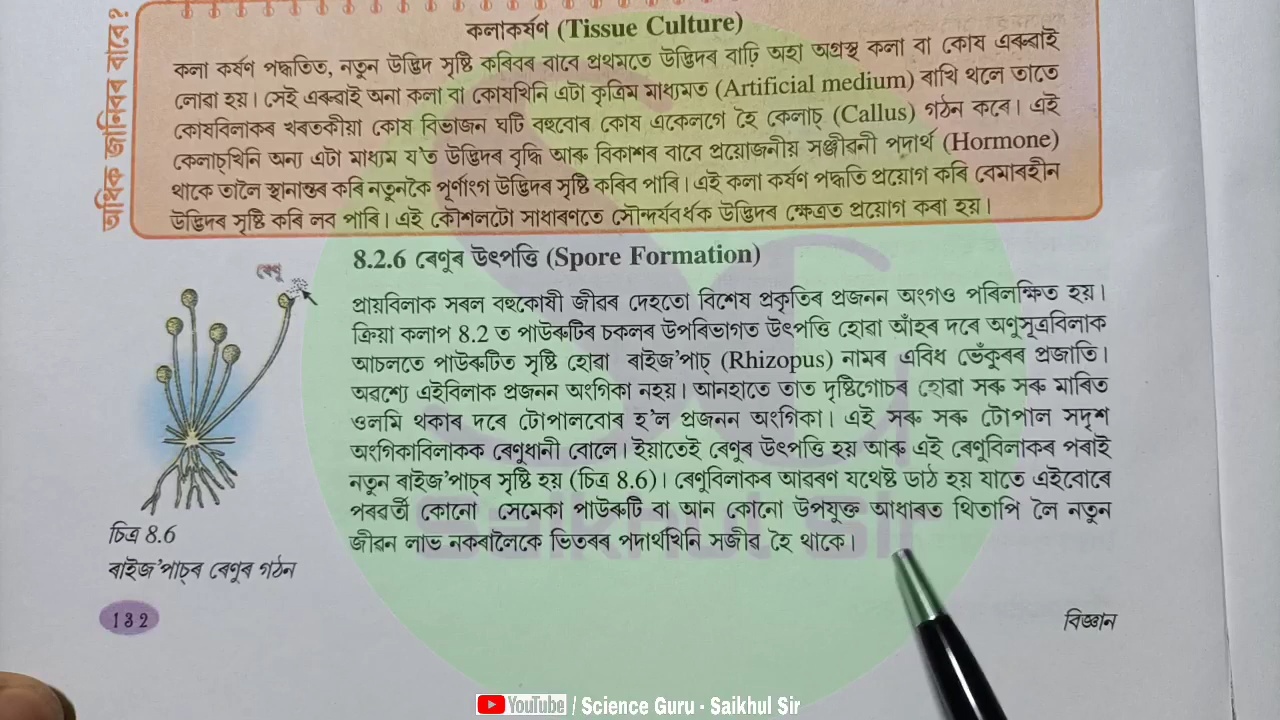 অধিক জানিবৰ বাবে?
কলাকৰ্ষণ (Tissue Culture)
কলা কৰ্ষণ পদ্ধতিত, নতুন উদ্ভিদ সৃষ্টি কৰিবৰ বাবে প্ৰথমতে উদ্ভিদৰ বাঢ়ি অহা অগ্ৰস্থ কলা বা কোষ এৰুৱাই
লোৱা হয়। সেই এৰুৱাই অনা কলা বা কোষখিনি এটা কৃত্ৰিম মাধ্যমত (Artificial medium) ৰাখি থলে তাতে
কোষবিলাকৰ খৰতকীয়া কোষ বিভাজন ঘটি বহুবোৰ কোষ একেলগে হৈ কেলাচ্ (Callus) গঠন কৰে। এই
কেলাচ্‌খিনি অন্য এটা মাধ্যম য'ত উদ্ভিদৰ বৃদ্ধি আৰু বিকাশৰ বাবে প্ৰয়োজনীয় সঞ্জীৱনী পদাৰ্থ (Hormone)
থাকে তালৈ স্থানান্তৰ কৰি নতুনকৈ পূৰ্ণাংগ উদ্ভিদৰ সৃষ্টি কৰিব পাৰি। এই কলা কৰ্ষণ পদ্ধতি প্ৰয়োগ কৰি বেমাৰহীন
উদ্ভিদৰ সৃষ্টি কৰি লব পাৰি। এই কৌশলটো সাধাৰণতে সৌন্দৰ্যবৰ্ধক উদ্ভিদৰ ক্ষেত্ৰত প্ৰয়োগ কৰা হয়।
8.2.6 ৰেণুৰ উৎপত্তি (Spore Formation)
প্ৰায়বিলাক সৰল বহুকোষী জীৱৰ দেহতো বিশেষ প্ৰকৃতিৰ প্ৰজনন অংগও পৰিলক্ষিত হয়।
ক্ৰিয়া কলাপ 8.2 ত পাউৰুটিৰ চকলৰ উপৰিভাগত উৎপত্তি হোৱা আঁহৰ দৰে অণুসূত্ৰবিলাক
আচলতে পাউৰুটিত সৃষ্টি হোৱা ৰাইজ'পাচ্ (Rhizopus) নামৰ এবিধ ভেঁকুৰৰ প্ৰজাতি।
অৱশ্যে এইবিলাক প্ৰজনন অংগিকা নহয়। আনহাতে তাত দৃষ্টিগোচৰ হোৱা সৰু সৰু মাৰিত
ওলমি থকাৰ দৰে টোপালবোৰ হ'ল প্ৰজনন অংগিকা। এই সৰু সৰু টোপাল সদৃশ
অংগিকাবিলাকক ৰেণুধানী বোলে। ইয়াতেই ৰেণুৰ উৎপত্তি হয় আৰু এই ৰেণুবিলাকৰ পৰাই
নতুন ৰাইজ'পাচ্‌ৰ সৃষ্টি হয় (চিত্ৰ 8.6)। ৰেণুবিলাকৰ আৱৰণ যথেষ্ট ডাঠ হয় যাতে এইবোৰে
পৰৱৰ্তী কোনো সেমেকা পাউৰুটি বা আন কোনো উপযুক্ত আধাৰত থিতাপি লৈ নতুন
জীৱন লাভ নকৰালৈকে ভিতৰৰ পদাৰ্থখিনি সজীৱ হৈ থাকে।
ৰেণু
চিত্ৰ 8.6
ৰাইজ'পাচ্‌ৰ ৰেণুৰ গঠন
132
বিজ্ঞান
Saikhul Sir
YouTube / Science Guru - Saikhul Sir